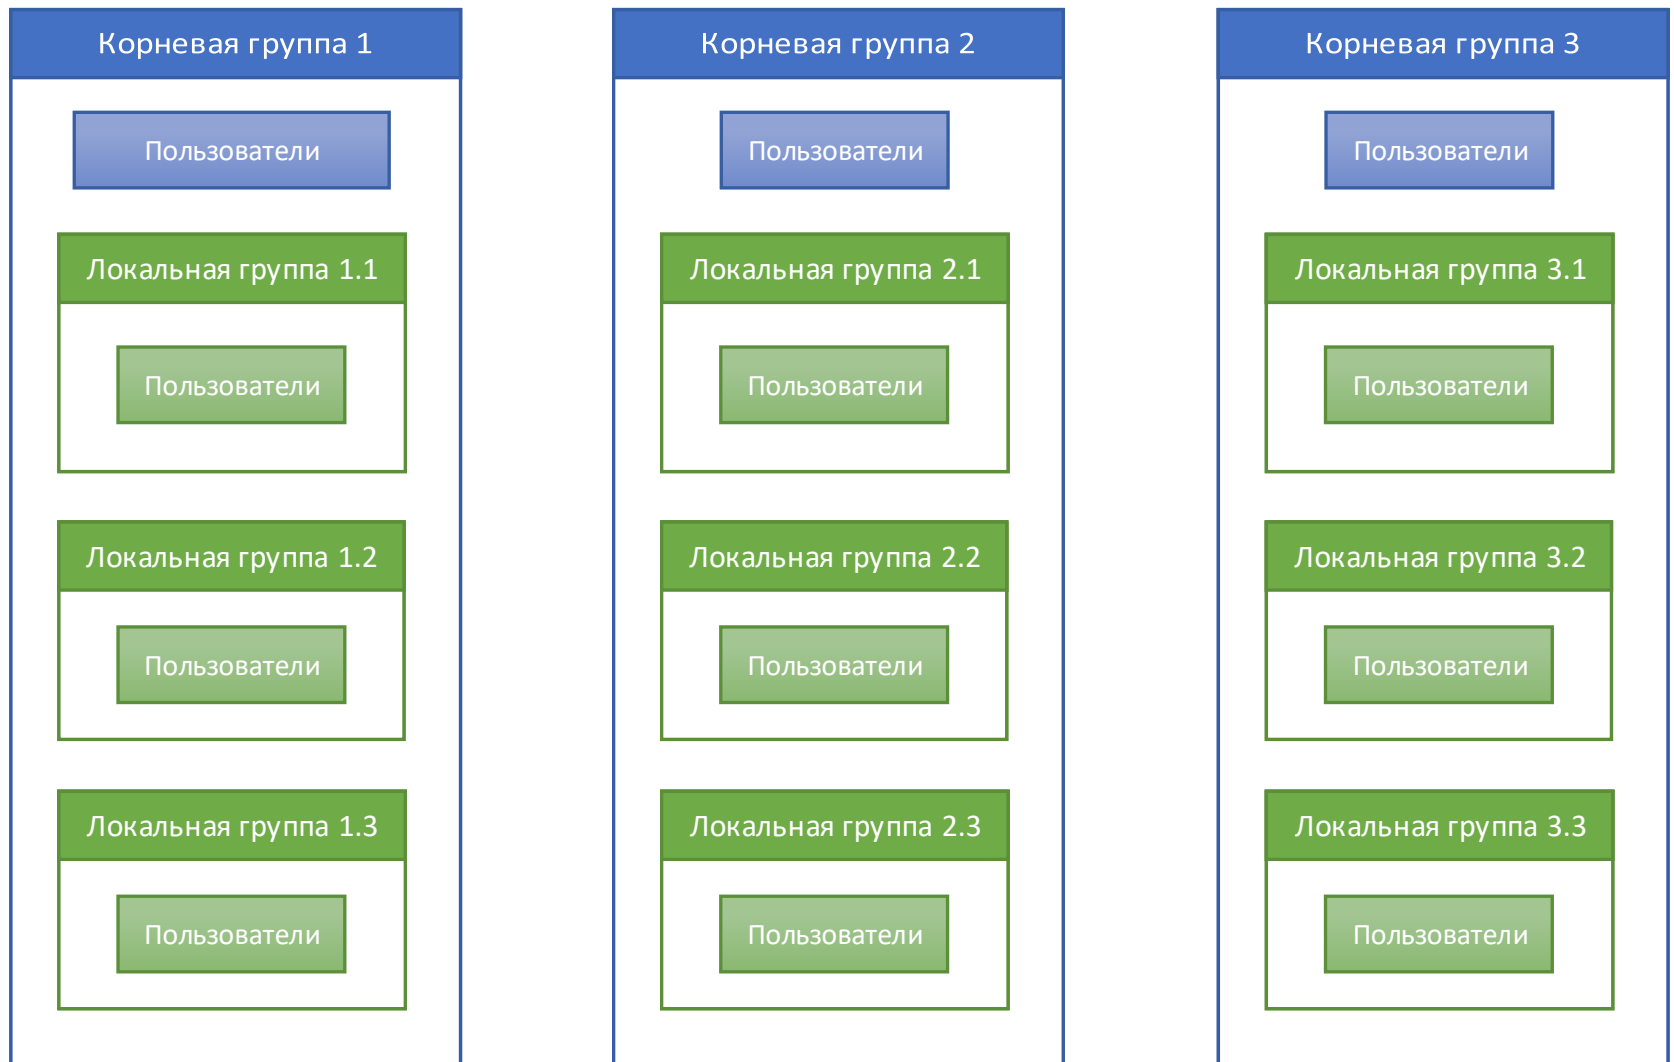 Корневая группа 1
Пользователи
Локальная группа 1.1
Пользователи
Локальная группа 1.2
Пользователи
Локальная группа 1.3
Пользователи
Корневая группа 2
Пользователи
Локальная группа 2.1
Пользователи
Локальная группа 2.2
Пользователи
Локальная группа 2.3
Пользователи
Корневая группа 3
Пользователи
Локальная группа 3.1
Пользователи
Локальная группа 3.2
Пользователи
Локальная группа 3.3
Пользователи